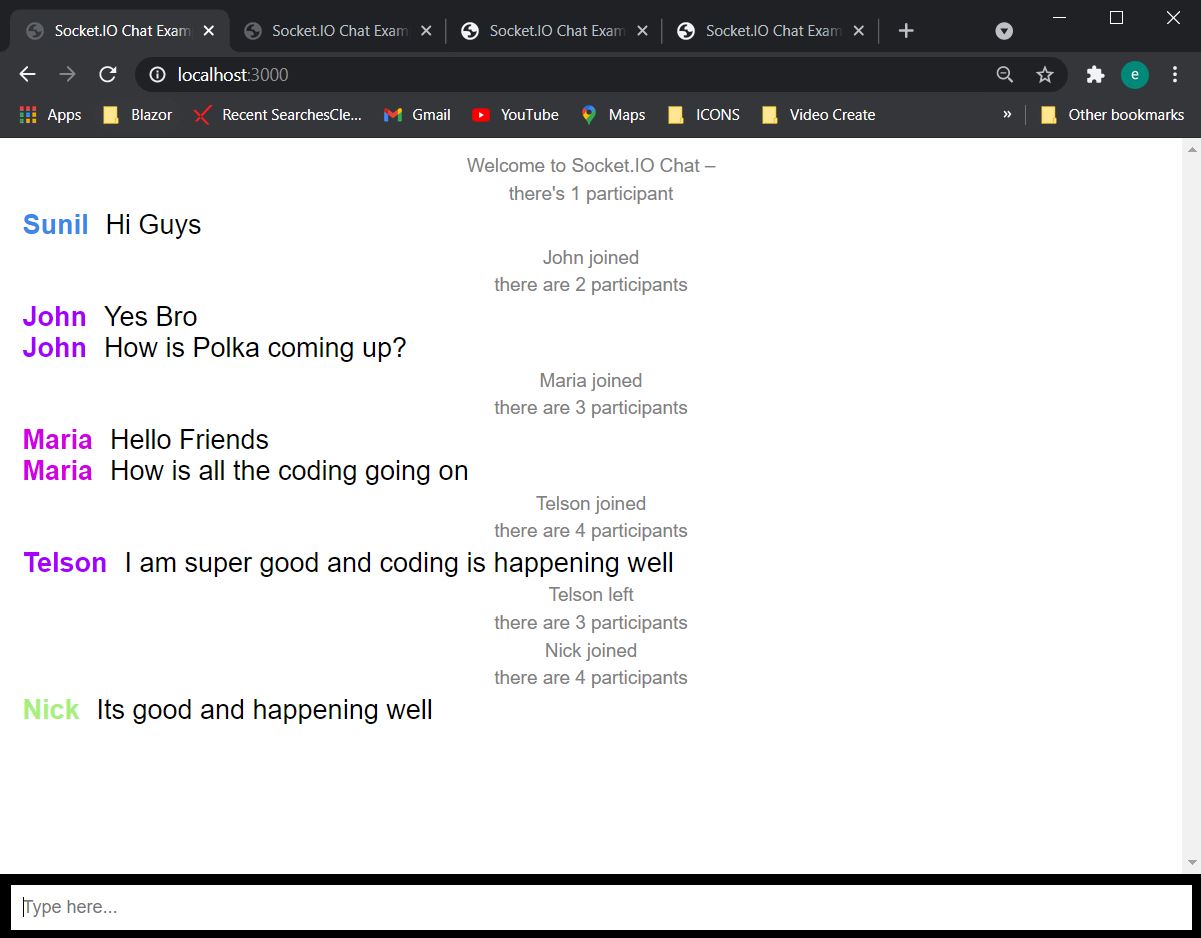 Socket.IO Chat Exam Socket.IO Chat Exam Socket.IO Chat Exam Socket.IO Chat Exam
localhost:3000 e
Apps Blazor Recent SearchesCle... Gmail YouTube Maps ICONS Video Create » Other bookmarks
Welcome to Socket.IO Chat –
there's 1 participant
Sunil Hi Guys
John joined
there are 2 participants
John Yes Bro
John How is Polka coming up?
Maria joined
there are 3 participants
Maria Hello Friends
Maria How is all the coding going on
Telson joined
there are 4 participants
Telson I am super good and coding is happening well
Telson left
there are 3 participants
Nick joined
there are 4 participants
Nick Its good and happening well
Type here...